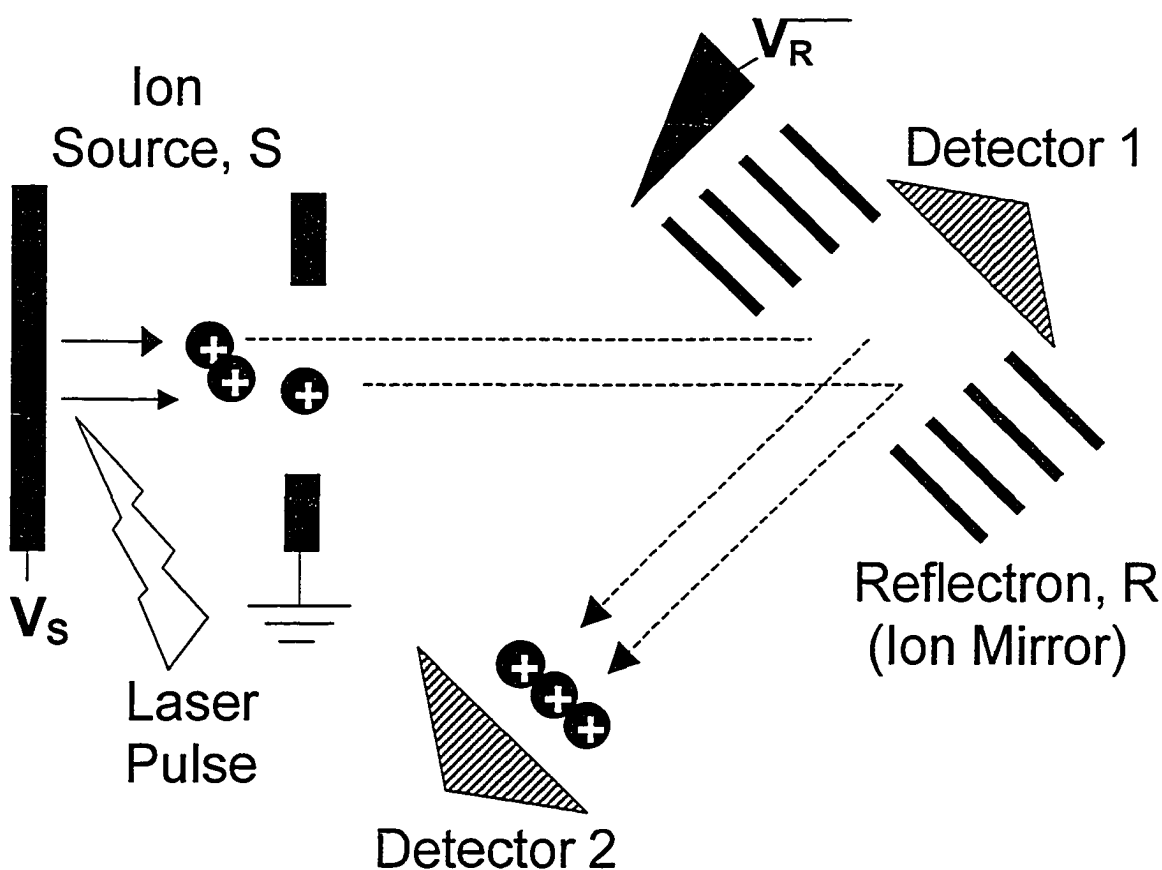 Ion
Source, S
V_R
Detector 1
+
+
+
V_S
Laser
Pulse
Reflectron, R
(Ion Mirror)
+
+
+
Detector 2